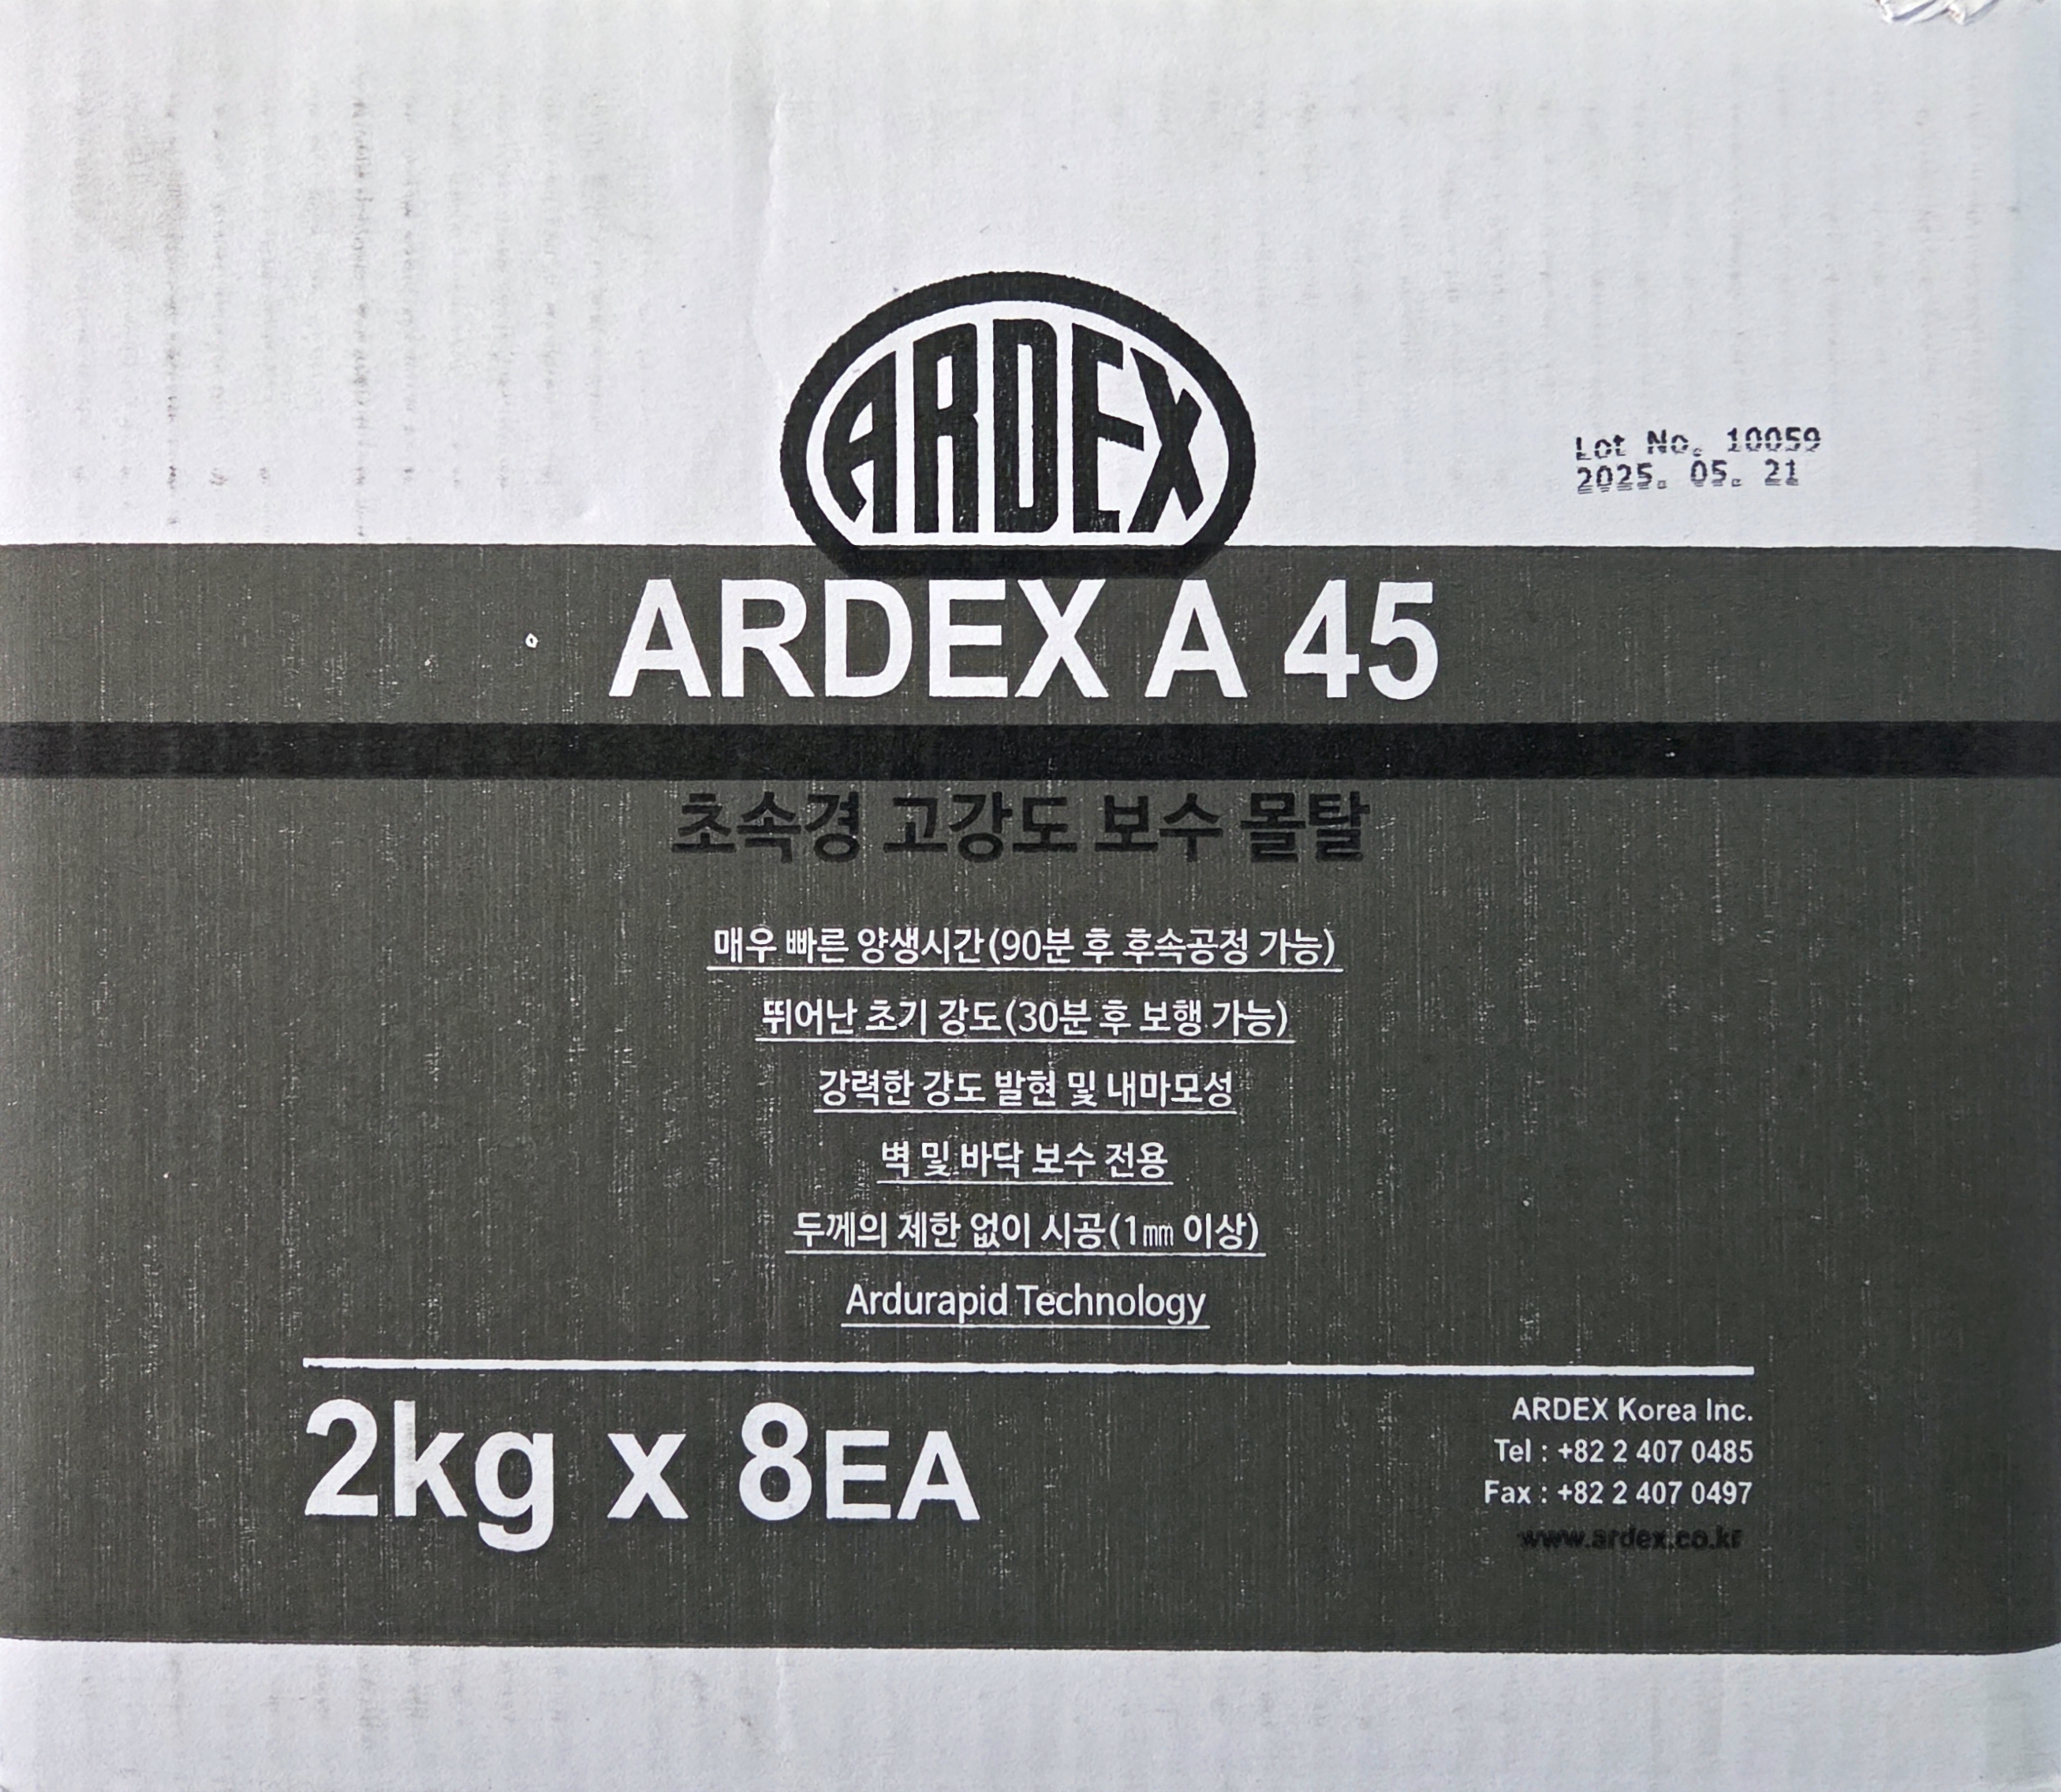 ARDEX
Lot No. 10059
2025. 05. 21
ARDEX A 45
초속경 고강도 보수 몰탈
매우 빠른 양생시간(90분 후 후속공정 가능)
뛰어난 초기 강도(30분 후 보행 가능)
강력한 강도 발현 및 내마모성
벽 및 바닥 보수 전용
두께의 제한 없이 시공(1㎜ 이상)
Ardurapid Technology
2kg x 8EA
ARDEX Korea Inc.
Tel : +82 2 407 0485
Fax : +82 2 407 0497
www.ardex.co.kr